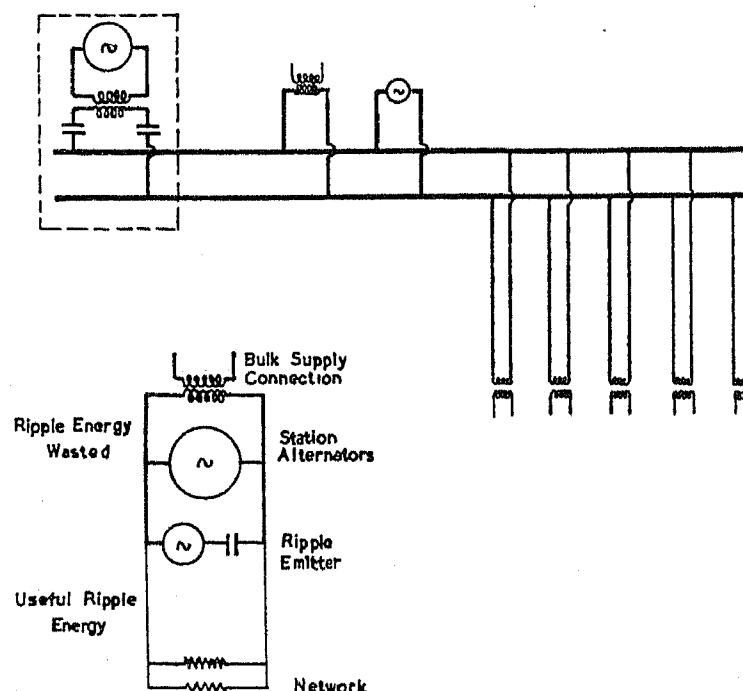 Bulk Supply
Connection
Ripple Energy
Wasted
Station
Alternators
Ripple
Emitter
Useful Ripple
Energy
Network